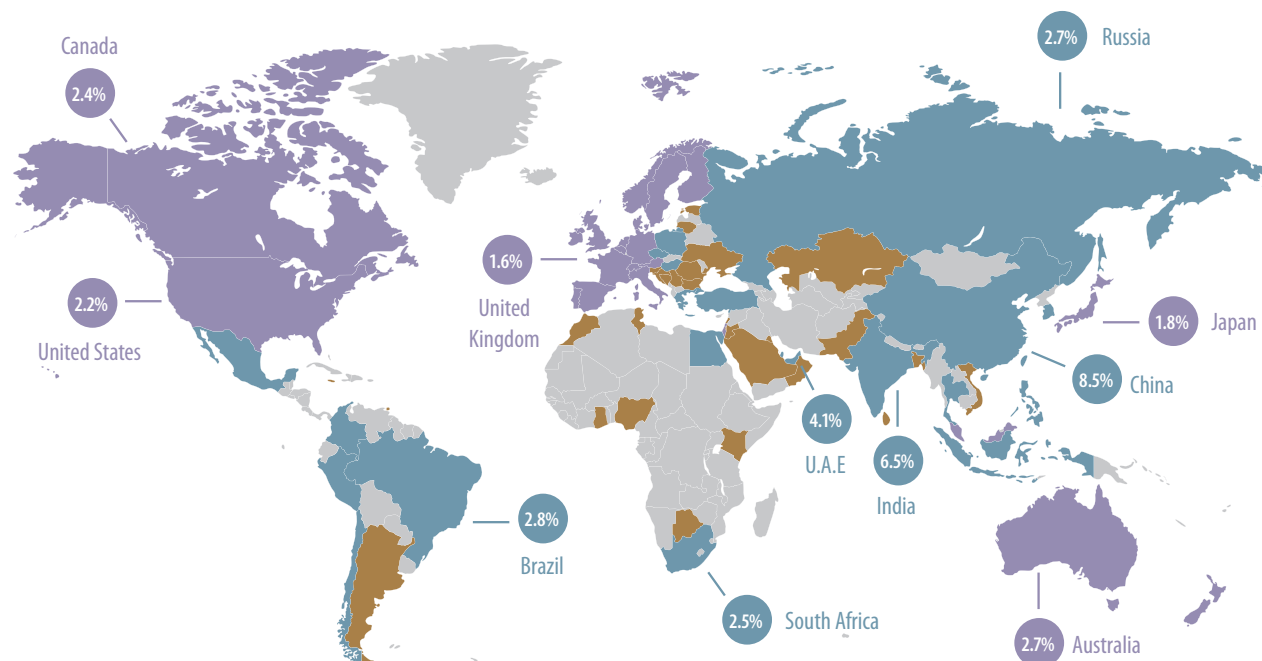 Canada
2.4%
2.7%
Russia
1.6%
United
Kingdom
2.2%
United States
1.8%
Japan
8.5%
China
4.1%
U.A.E
6.5%
India
2.8%
Brazil
2.5%
South Africa
2.7%
Australia